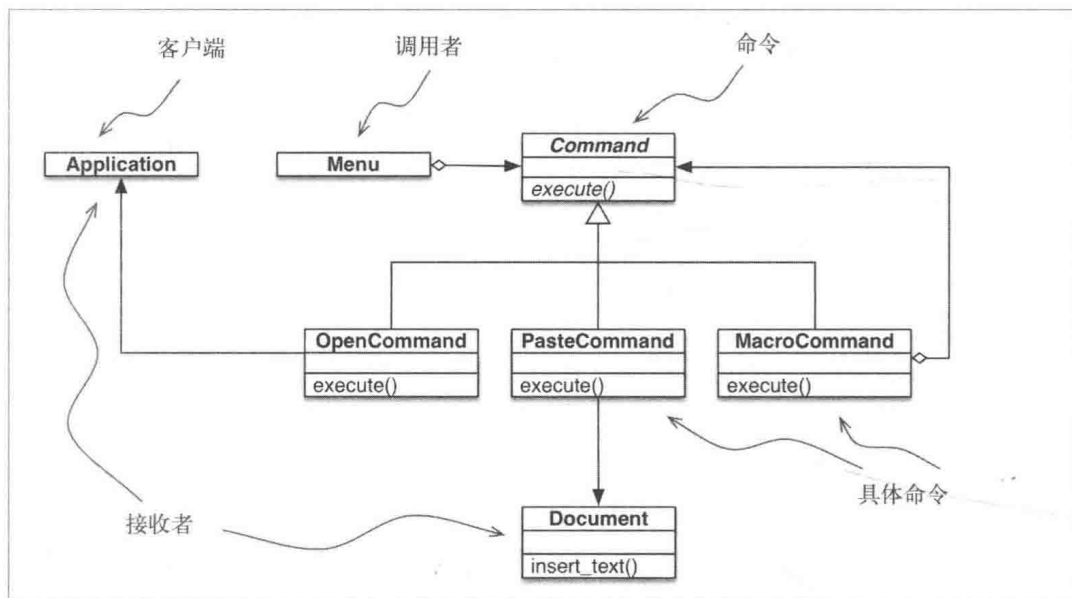 客户端
调用者
命令
Application
Menu
Command
execute()
OpenCommand
execute()
PasteCommand
execute()
MacroCommand
execute()
具体命令
接收者
Document
insert_text()